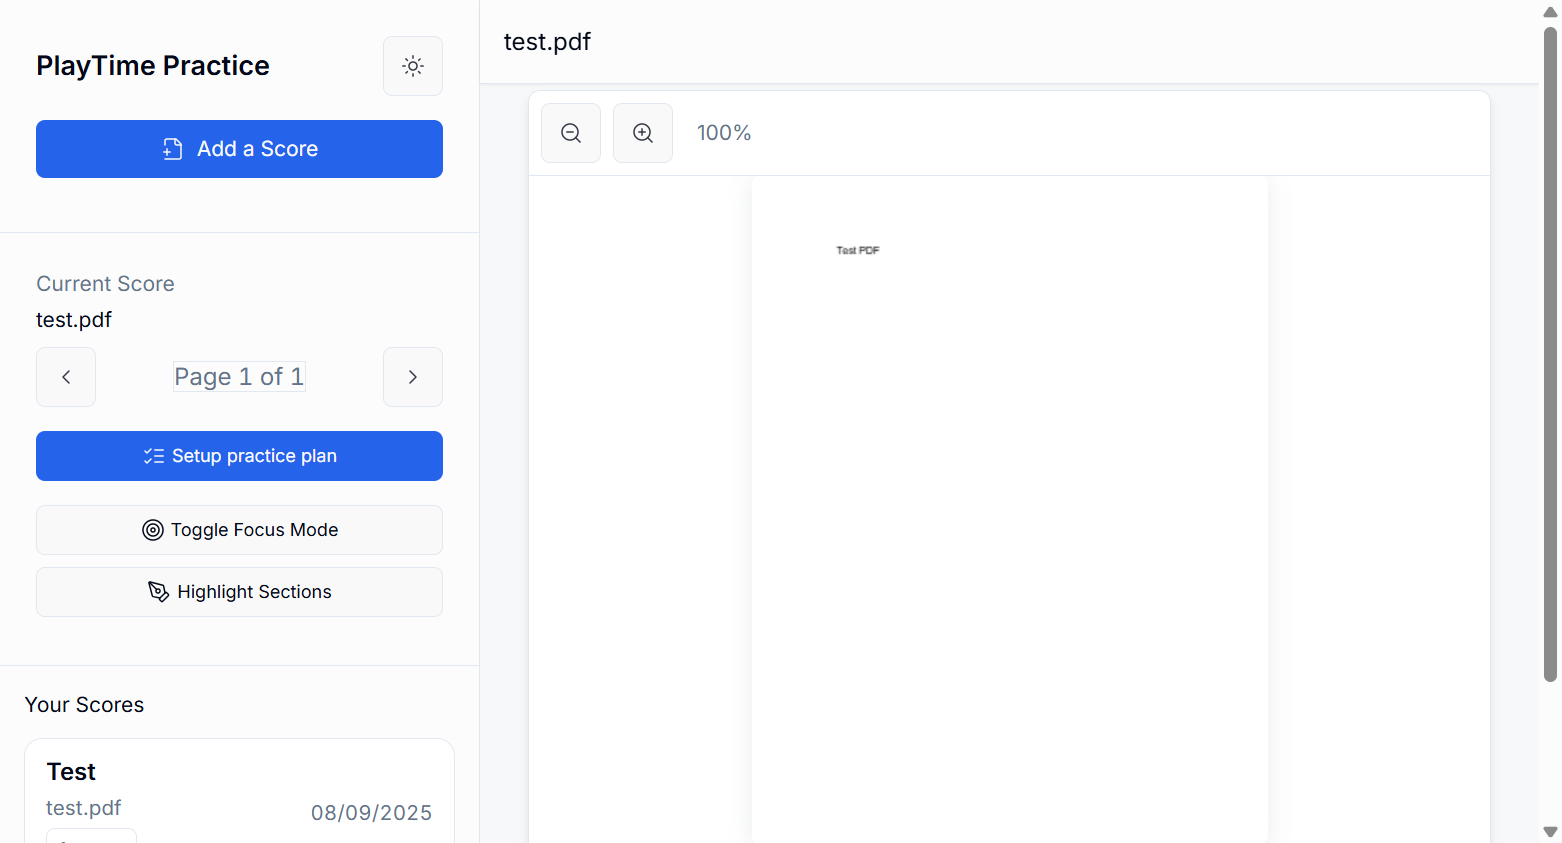 PlayTime Practice
Add a Score
Current Score
test.pdf
Page 1 of 1
Setup practice plan
Toggle Focus Mode
Highlight Sections
Your Scores
Test
test.pdf
08/09/2025
test.pdf
100%
Test PDF